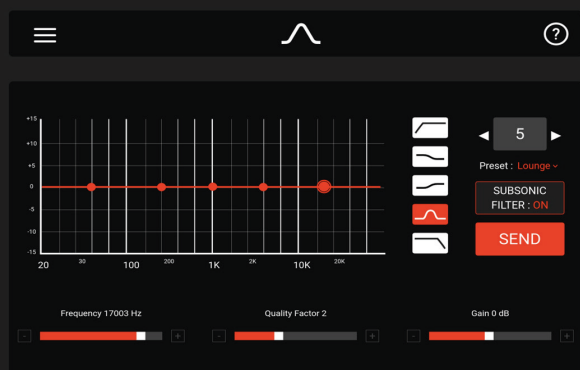 ?
+15
+10
+5
0
-5
-10
-15
20
30
100
200
1K
2K
10K
20K
5
Preset : Lounge
SUBSONIC
FILTER : ON
SEND
Frequency 17003 Hz
Quality Factor 2
Gain 0 dB
- + - + - +